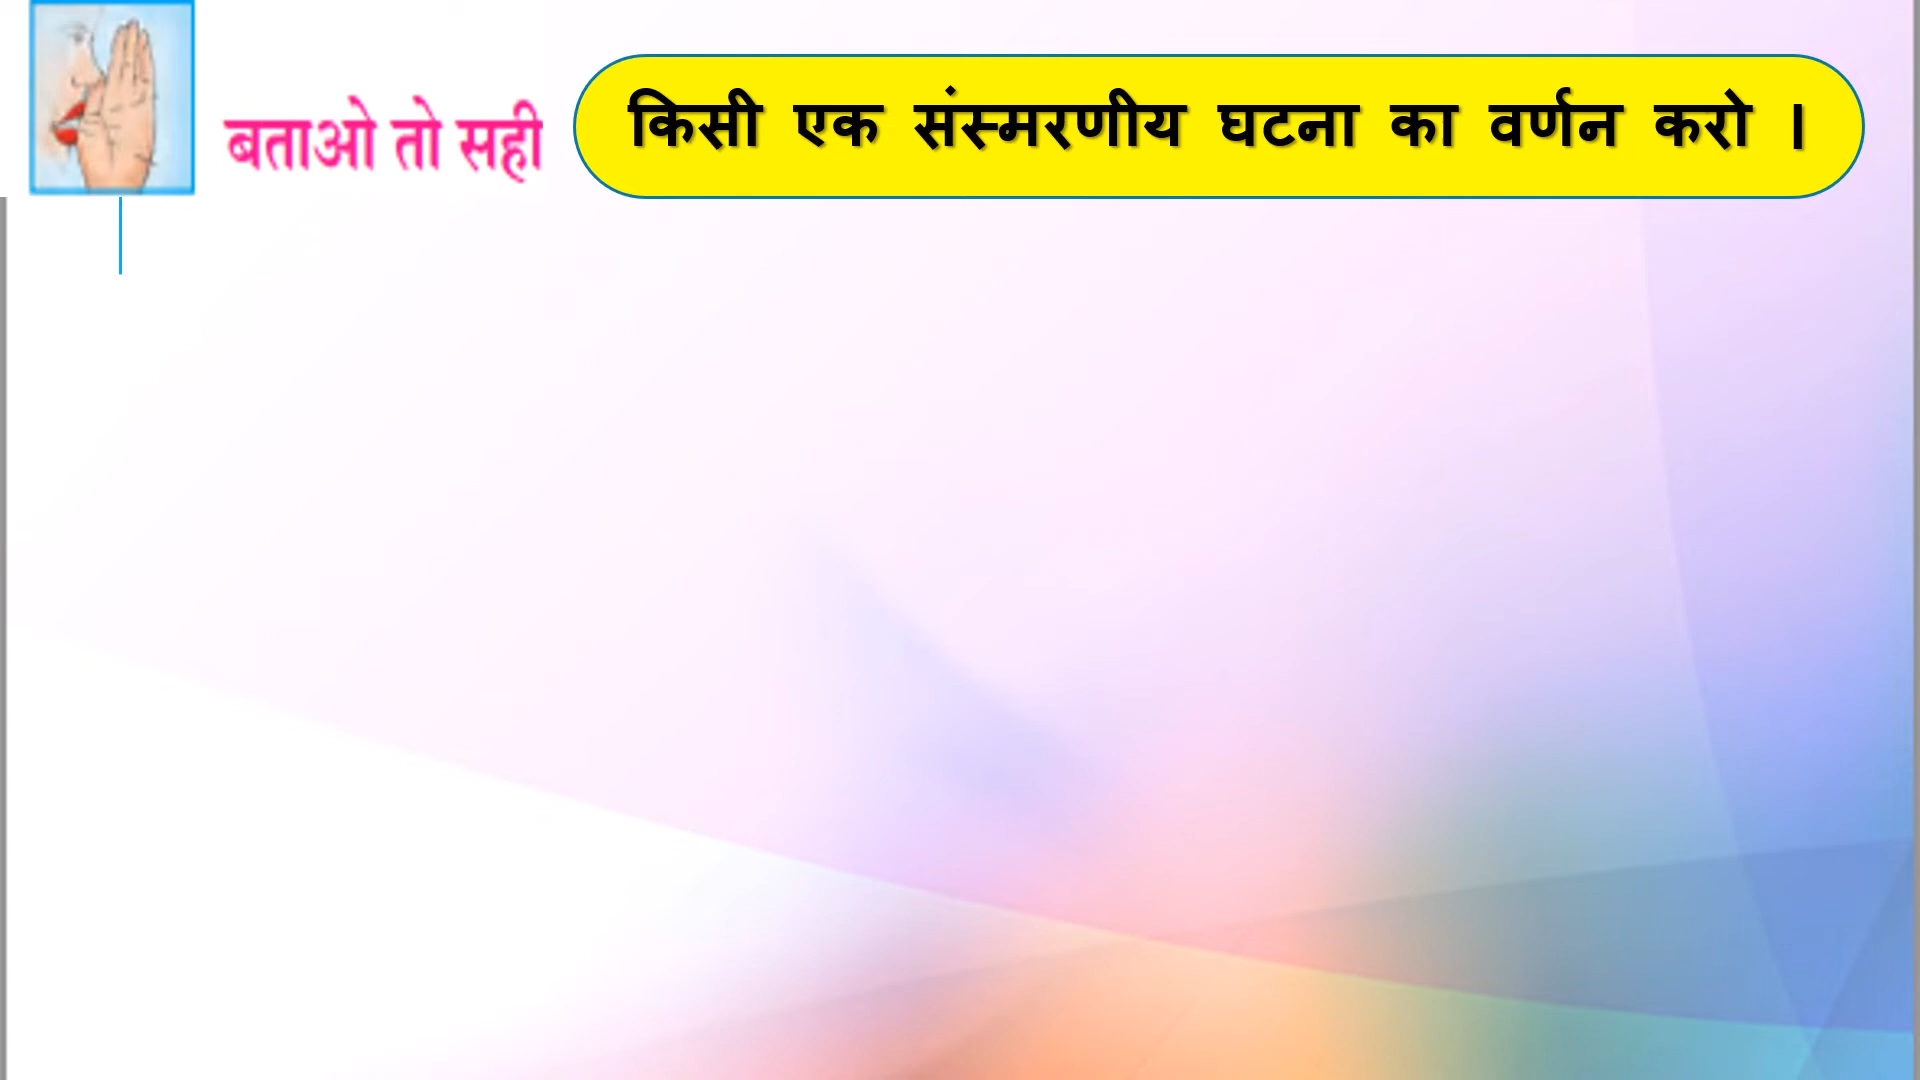 बताओ तो सही
किसी एक संस्मरणीय घटना का वर्णन करो ।